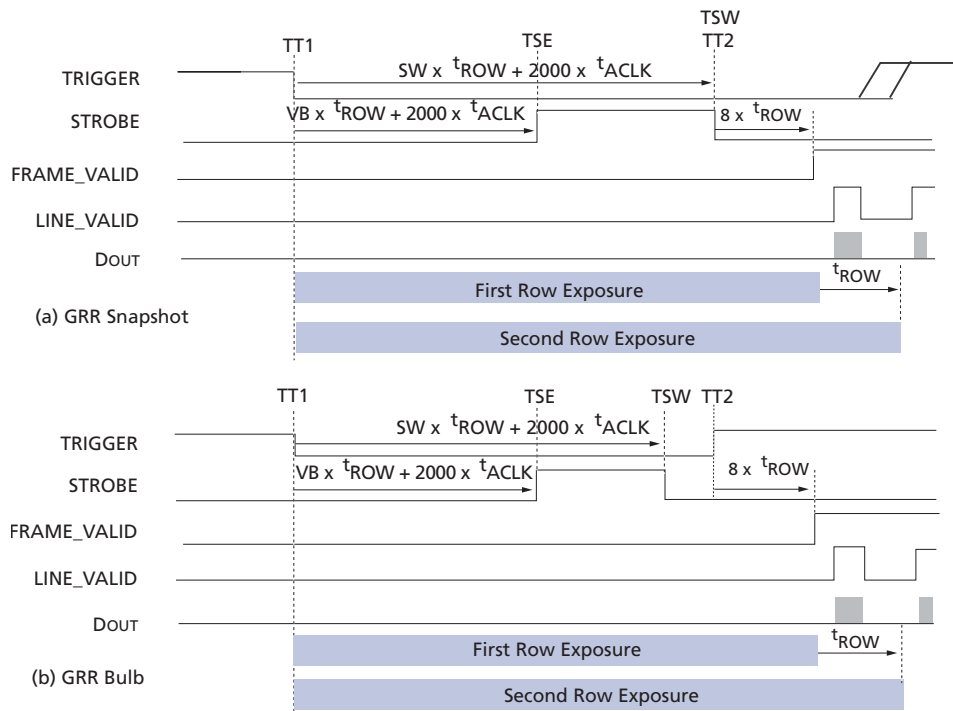 TSW
TT1 TSE TT2
TRIGGER SW x tROW + 2000 x tACLK
STROBE VB x tROW + 2000 x tACLK 8 x tROW
FRAME_VALID
LINE_VALID
DOUT
First Row Exposure tROW
(a) GRR Snapshot
Second Row Exposure
TT1 TSE TSW TT2
TRIGGER SW x tROW + 2000 x tACLK
STROBE VB x tROW + 2000 x tACLK 8 x tROW
FRAME_VALID
LINE_VALID
DOUT
First Row Exposure tROW
(b) GRR Bulb
Second Row Exposure